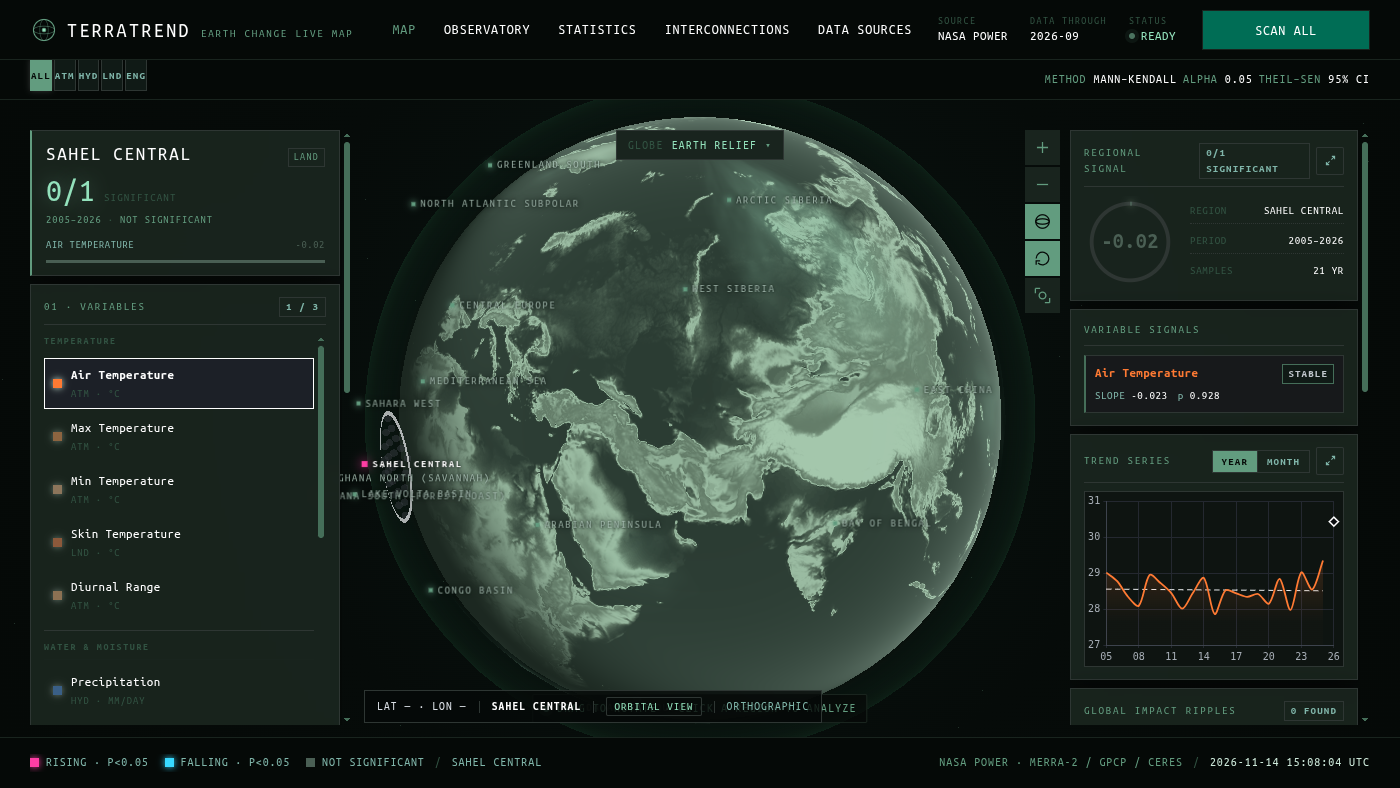 TERRATREND EARTH CHANGE LIVE MAP
MAP OBSERVATORY STATISTICS INTERCONNECTIONS DATA SOURCES
SOURCE
NASA POWER
DATA THROUGH
2026-09
STATUS
READY
SCAN ALL
ALL ATM HYD LND ENG
METHOD MANN-KENDALL ALPHA 0.05 THEIL-SEN 95% CI
SAHEL CENTRAL
LAND
0/1 SIGNIFICANT
2005-2026 · NOT SIGNIFICANT
AIR TEMPERATURE -0.02
01 · VARIABLES
1 / 3
TEMPERATURE
Air Temperature
ATM · °C
Max Temperature
ATM · °C
Min Temperature
ATM · °C
Skin Temperature
LND · °C
Diurnal Range
ATM · °C
WATER & MOISTURE
Precipitation
HYD · MM/DAY
GLOBE EARTH RELIEF
GREENLAND SOUTH
NORTH ATLANTIC SUBPOLAR
ARCTIC SIBERIA
WEST SIBERIA
CENTRAL EUROPE
MEDITERRANEAN SEA
EAST CHINA
SAHARA WEST
SAHEL CENTRAL
GHANA NORTH (SAVANNAH)
LAKE VOLTA BASIN
ARABIAN PENINSULA
BAY OF BENGAL
CONGO BASIN
LAT — · LON —
SAHEL CENTRAL
ORBITAL VIEW
ORTHOGRAPHIC
ANALYZE
REGIONAL SIGNAL
0/1 SIGNIFICANT
-0.02
REGION SAHEL CENTRAL
PERIOD 2005-2026
SAMPLES 21 YR
VARIABLE SIGNALS
Air Temperature
STABLE
SLOPE -0.023 p 0.928
TREND SERIES
YEAR MONTH
31
30
29
28
27
05 08 11 14 17 20 23 26
GLOBAL IMPACT RIPPLES
0 FOUND
RISING · P<0.05 FALLING · P<0.05 NOT SIGNIFICANT / SAHEL CENTRAL
NASA POWER · MERRA-2 / GPCP / CERES / 2026-11-14 15:08:04 UTC